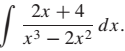 ∫ (2x + 4)/(x3 – 2x2) dx.